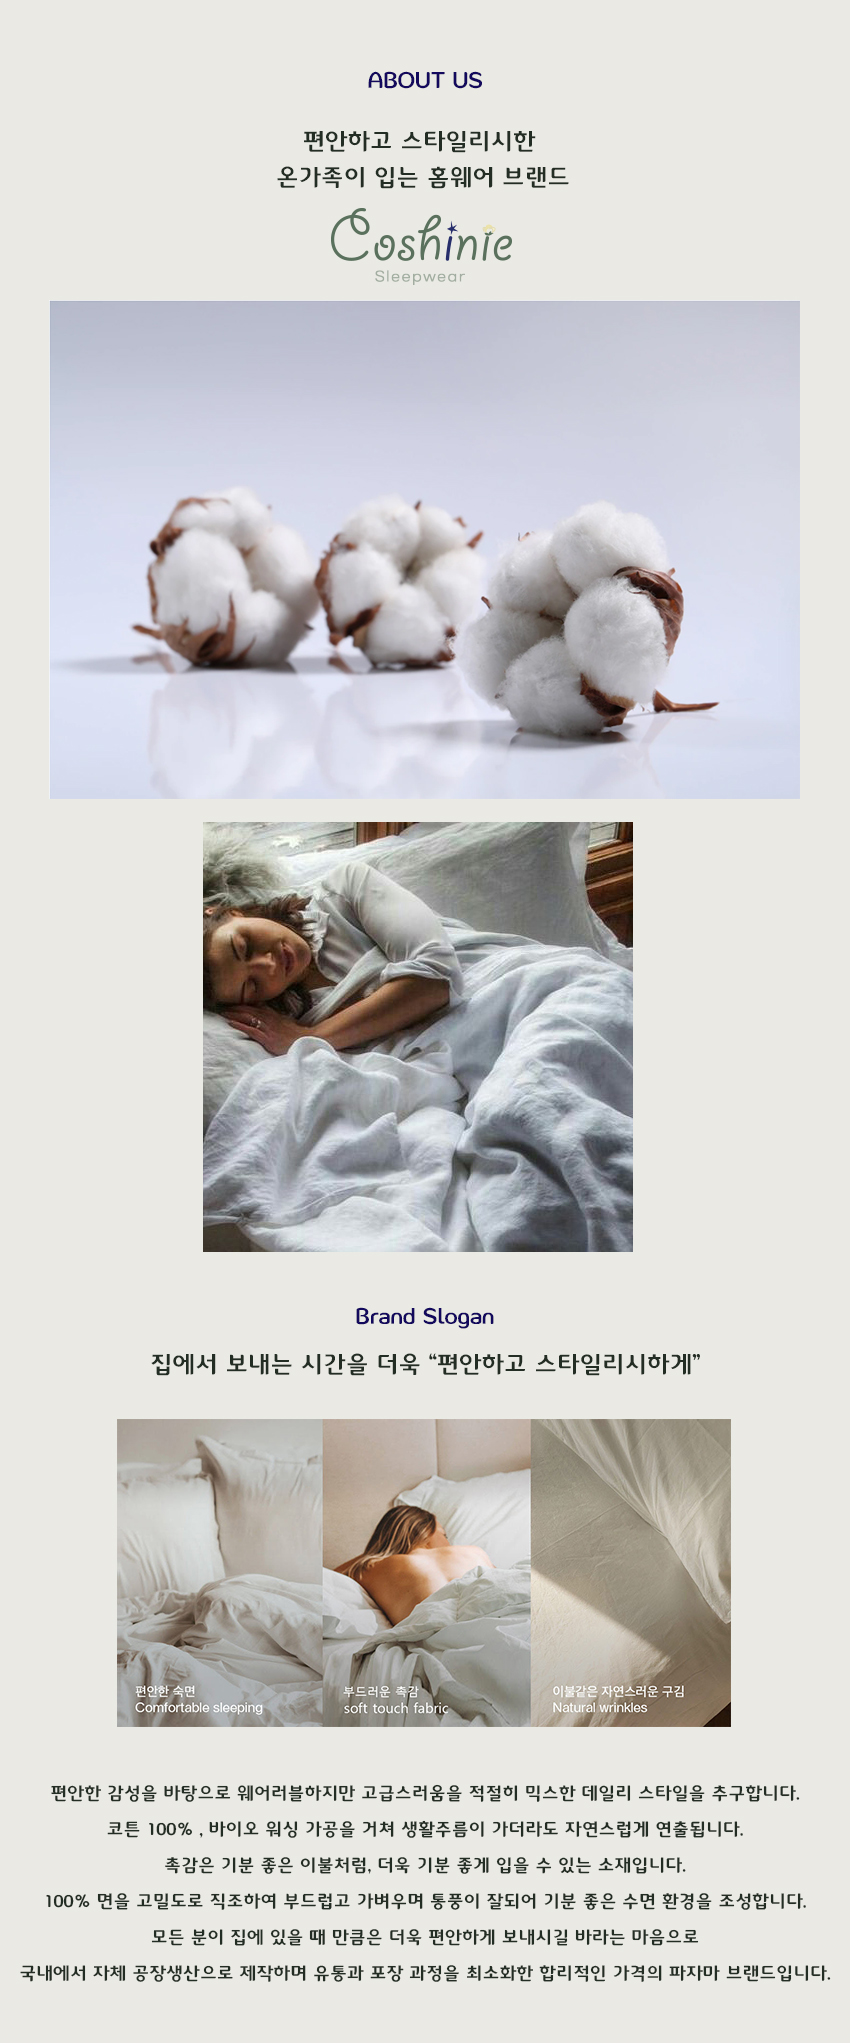 ABOUT US
편안하고 스타일리시한
온가족이 입는 홈웨어 브랜드
Coshinie
Sleepwear
Brand Slogan
집에서 보내는 시간을 더욱 “편안하고 스타일리시하게”
편안한 숙면
Comfortable sleeping
부드러운 촉감
soft touch fabric
이불같은 자연스러운 구김
Natural wrinkles
편안한 감성을 바탕으로 웨어러블하지만 고급스러움을 적절히 믹스한 데일리 스타일을 추구합니다.
코튼 100% , 바이오 워싱 가공을 거쳐 생활주름이 가더라도 자연스럽게 연출됩니다.
촉감은 기분 좋은 이불처럼, 더욱 기분 좋게 입을 수 있는 소재입니다.
100% 면을 고밀도로 직조하여 부드럽고 가벼우며 통풍이 잘되어 기분 좋은 수면 환경을 조성합니다.
모든 분이 집에 있을 때 만큼은 더욱 편안하게 보내시길 바라는 마음으로
국내에서 자체 공장생산으로 제작하며 유통과 포장 과정을 최소화한 합리적인 가격의 파자마 브랜드입니다.